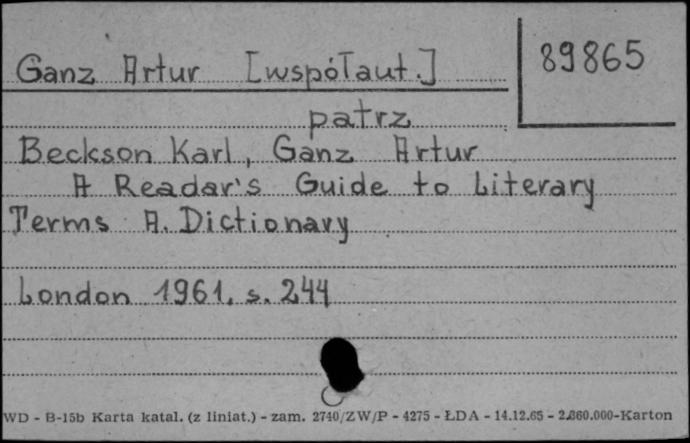 Ganz Artur [współaut.]
89865
patrz
Beckson Karl, Ganz Artur
A Readar's Guide to Literary
Terms A. Dictionary
London 1961, s. 244
WD - B-15b Karta katal. (z liniat.) - zam. 2740/ZW/P - 4275 - ŁDA - 14.12.65 - 2.860.000-Karton